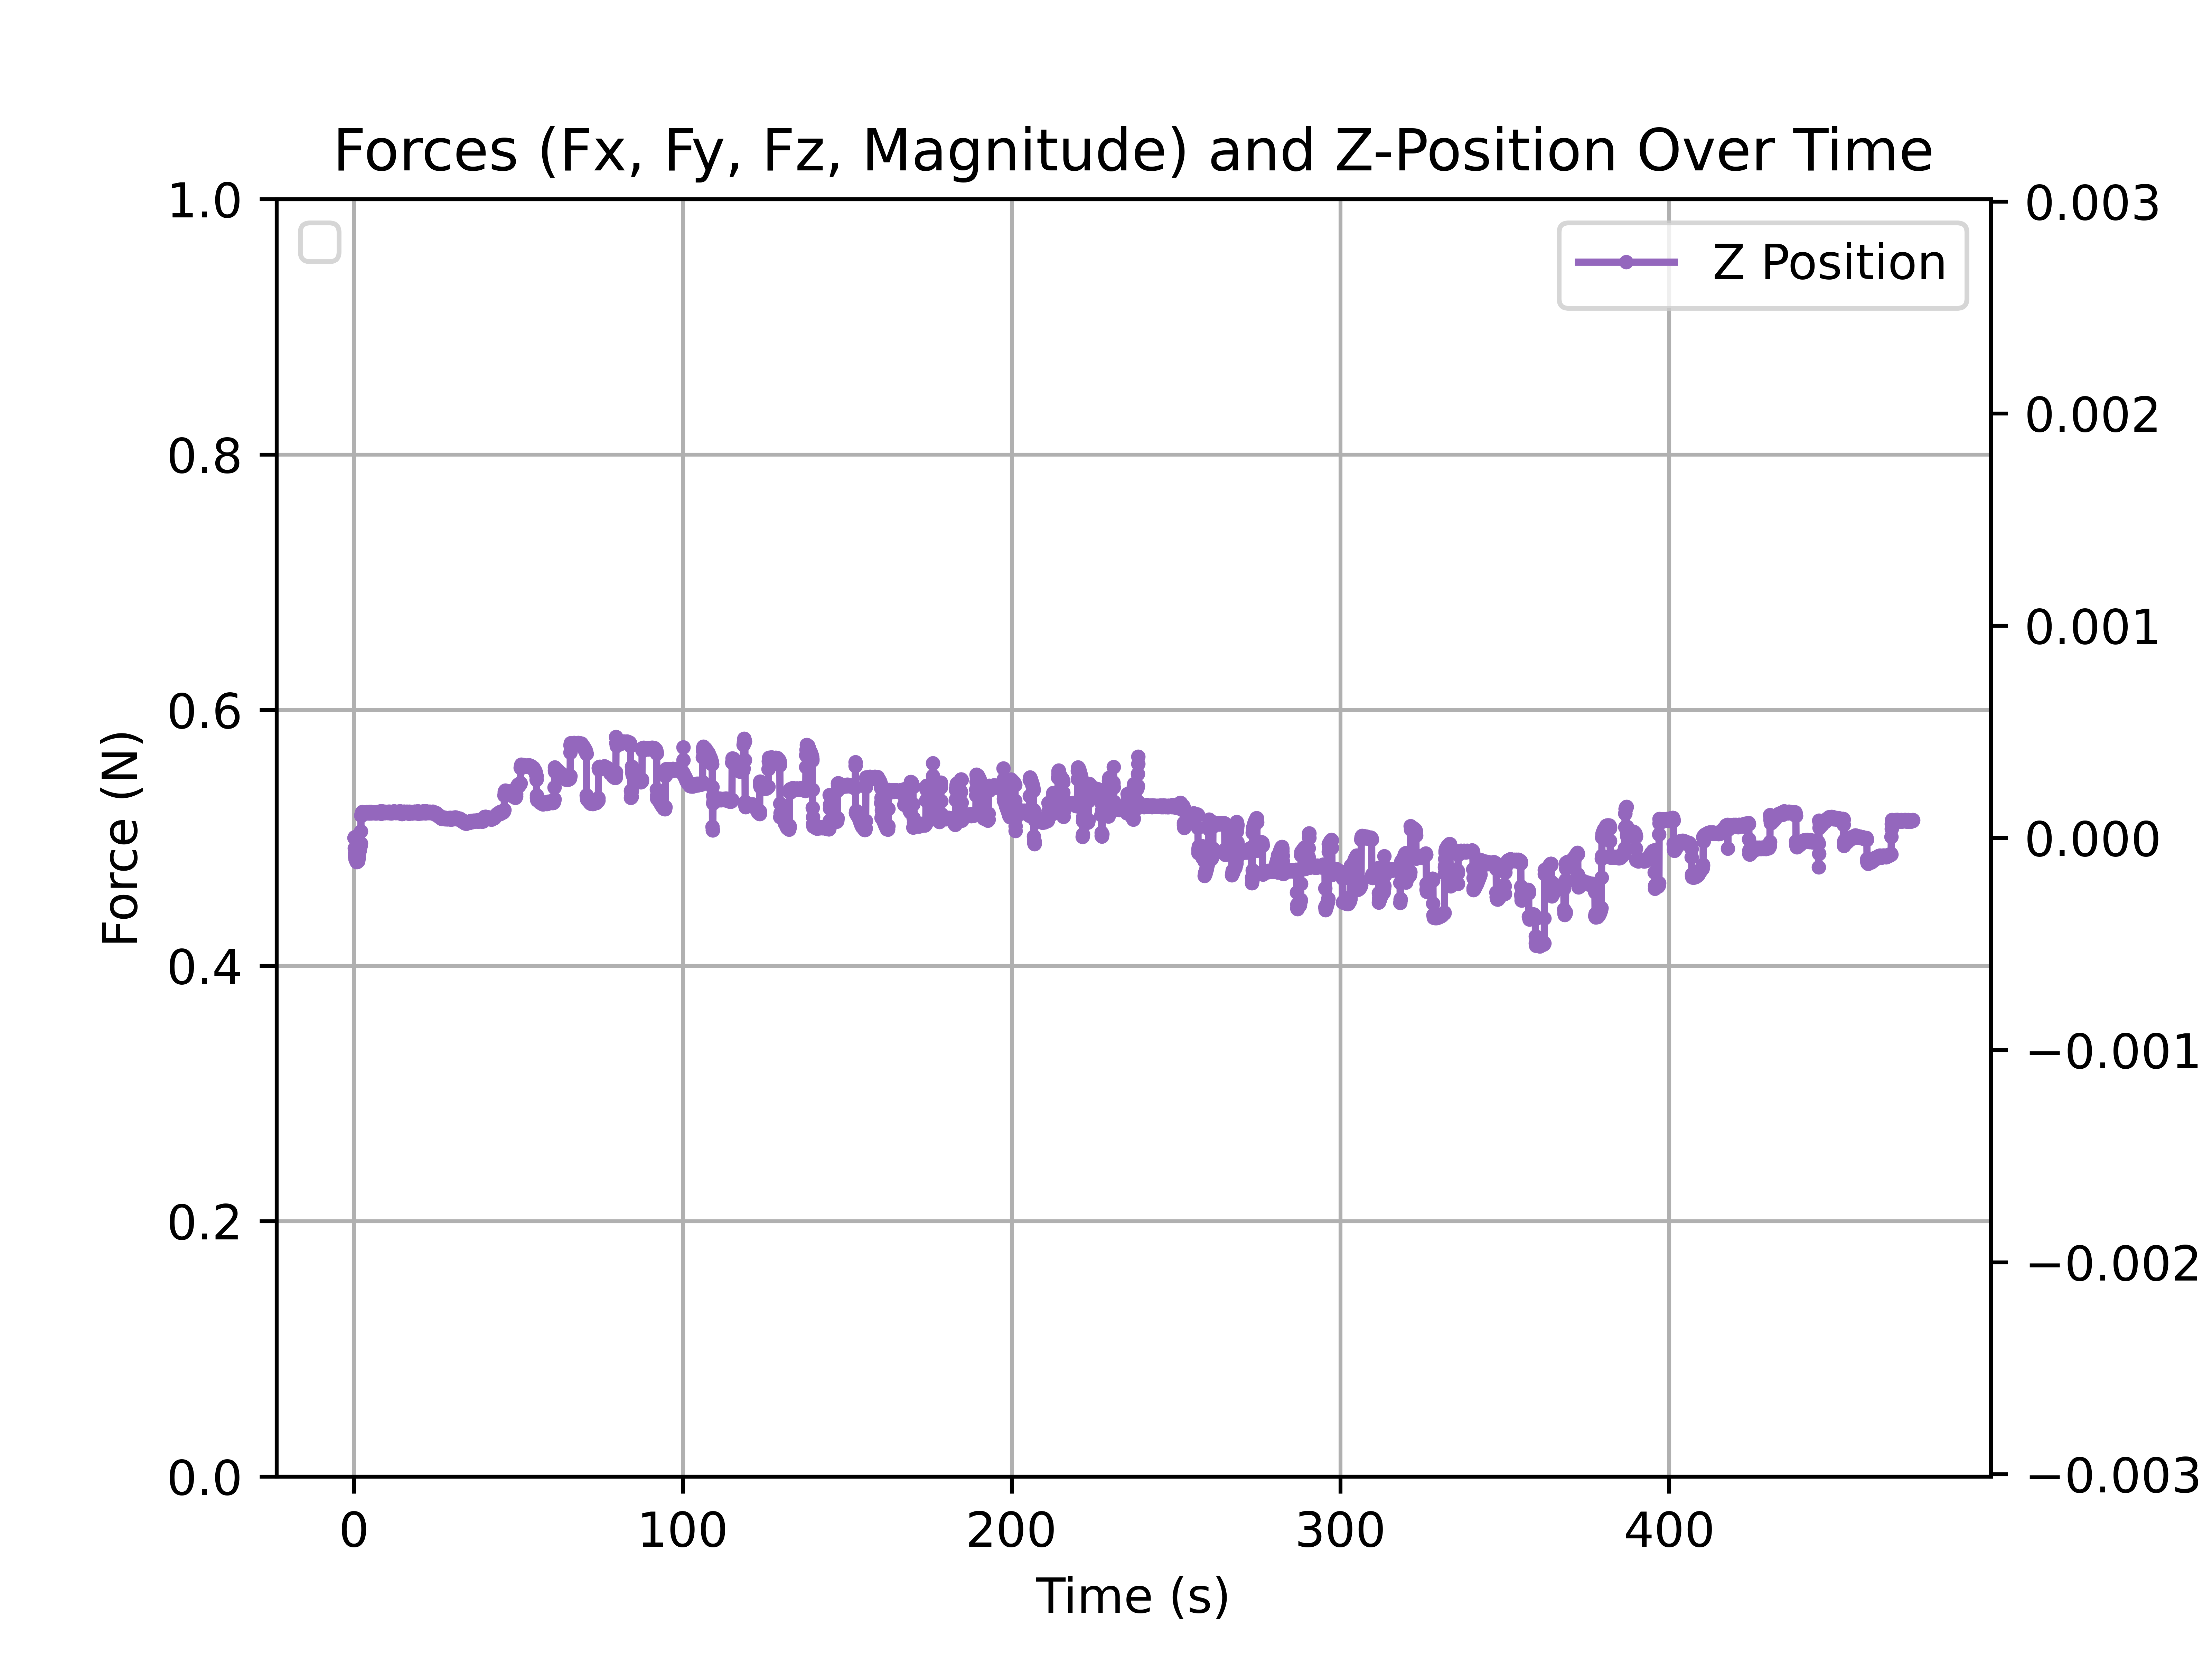 Forces (Fx, Fy, Fz, Magnitude) and Z-Position Over Time
Z Position
Force (N)
1.0
0.8
0.6
0.4
0.2
0.0
0.003
0.002
0.001
0.000
−0.001
−0.002
−0.003
0 100 200 300 400
Time (s)